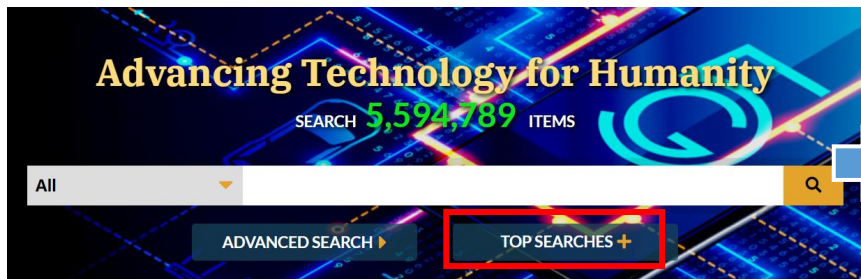 Advancing Technology for Humanity
SEARCH 5,594,789 ITEMS
All
ADVANCED SEARCH TOP SEARCHES +